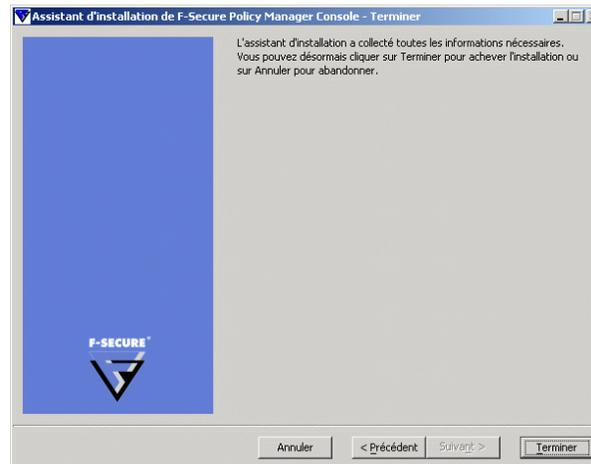 Assistant d'installation de F-Secure Policy Manager Console - Terminer
L'assistant d'installation a collecté toutes les informations nécessaires.
Vous pouvez désormais cliquer sur Terminer pour achever l'installation ou
sur Annuler pour abandonner.
F-SECURE®
Annuler
< Précédent
Suivant >
Terminer